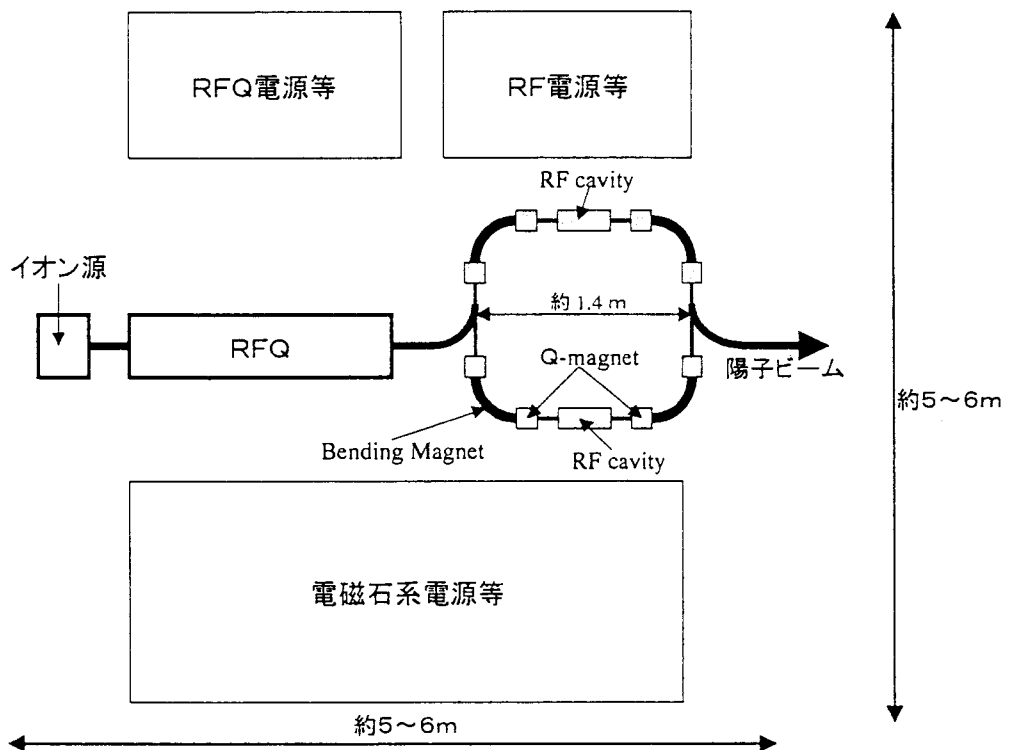 RFQ電源等
RF電源等
RF cavity
イオン源
約 1.4 m
RFQ
Q-magnet
陽子ビーム
約5～6m
Bending Magnet
RF cavity
電磁石系電源等
約5～6m